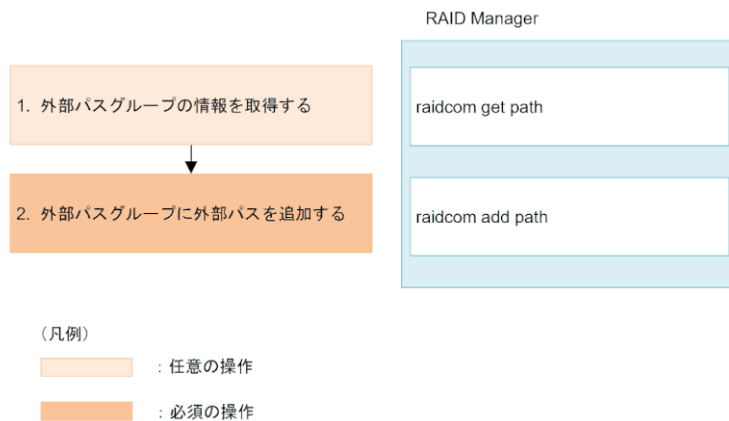 RAID Manager
1. 外部パスグループの情報を取得する
raidcom get path
2. 外部パスグループに外部パスを追加する
raidcom add path
（凡例）
：任意の操作
：必須の操作